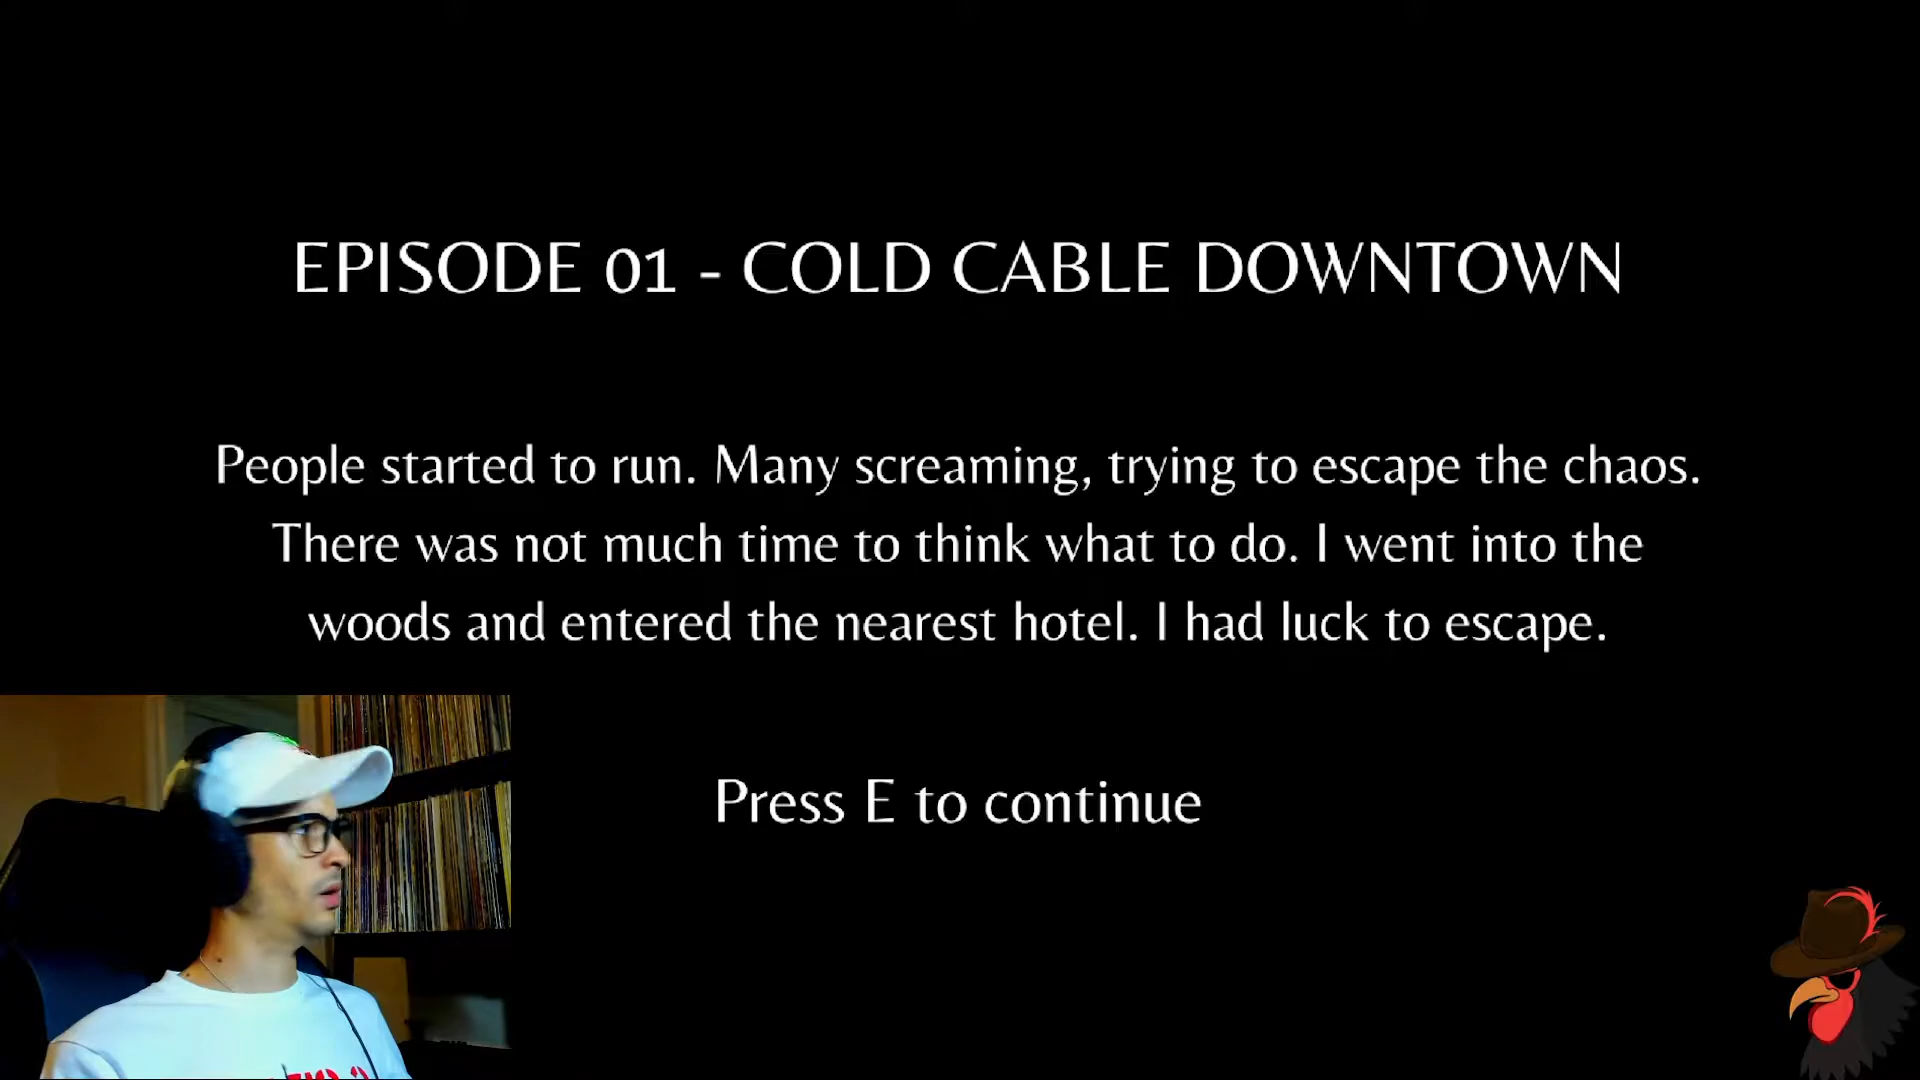 EPISODE 01 - COLD CABLE DOWNTOWN
People started to run. Many screaming, trying to escape the chaos.
There was not much time to think what to do. I went into the
woods and entered the nearest hotel. I had luck to escape.
Press E to continue